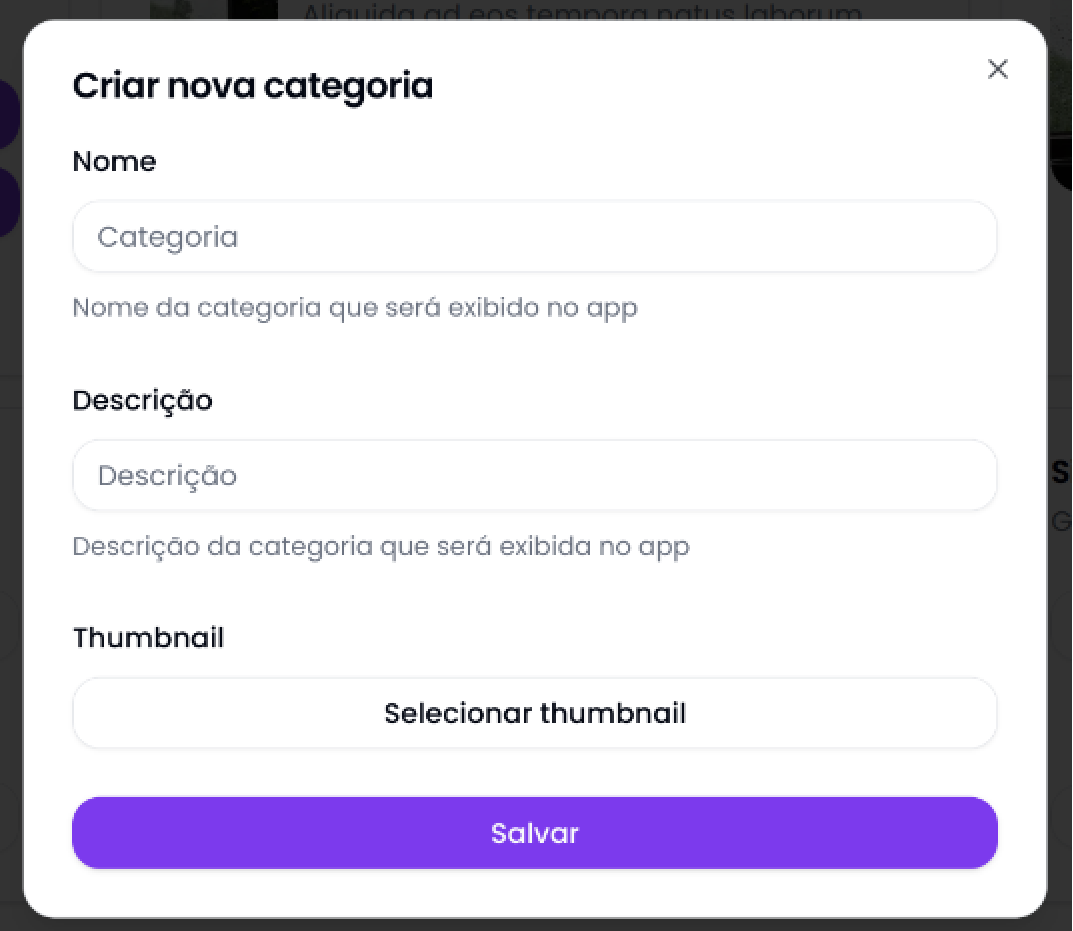 Aliquida ad eos tempora natus laborum
Criar nova categoria
Nome
Categoria
Nome da categoria que será exibido no app
Descrição
Descrição
Descrição da categoria que será exibida no app
Thumbnail
Selecionar thumbnail
Salvar